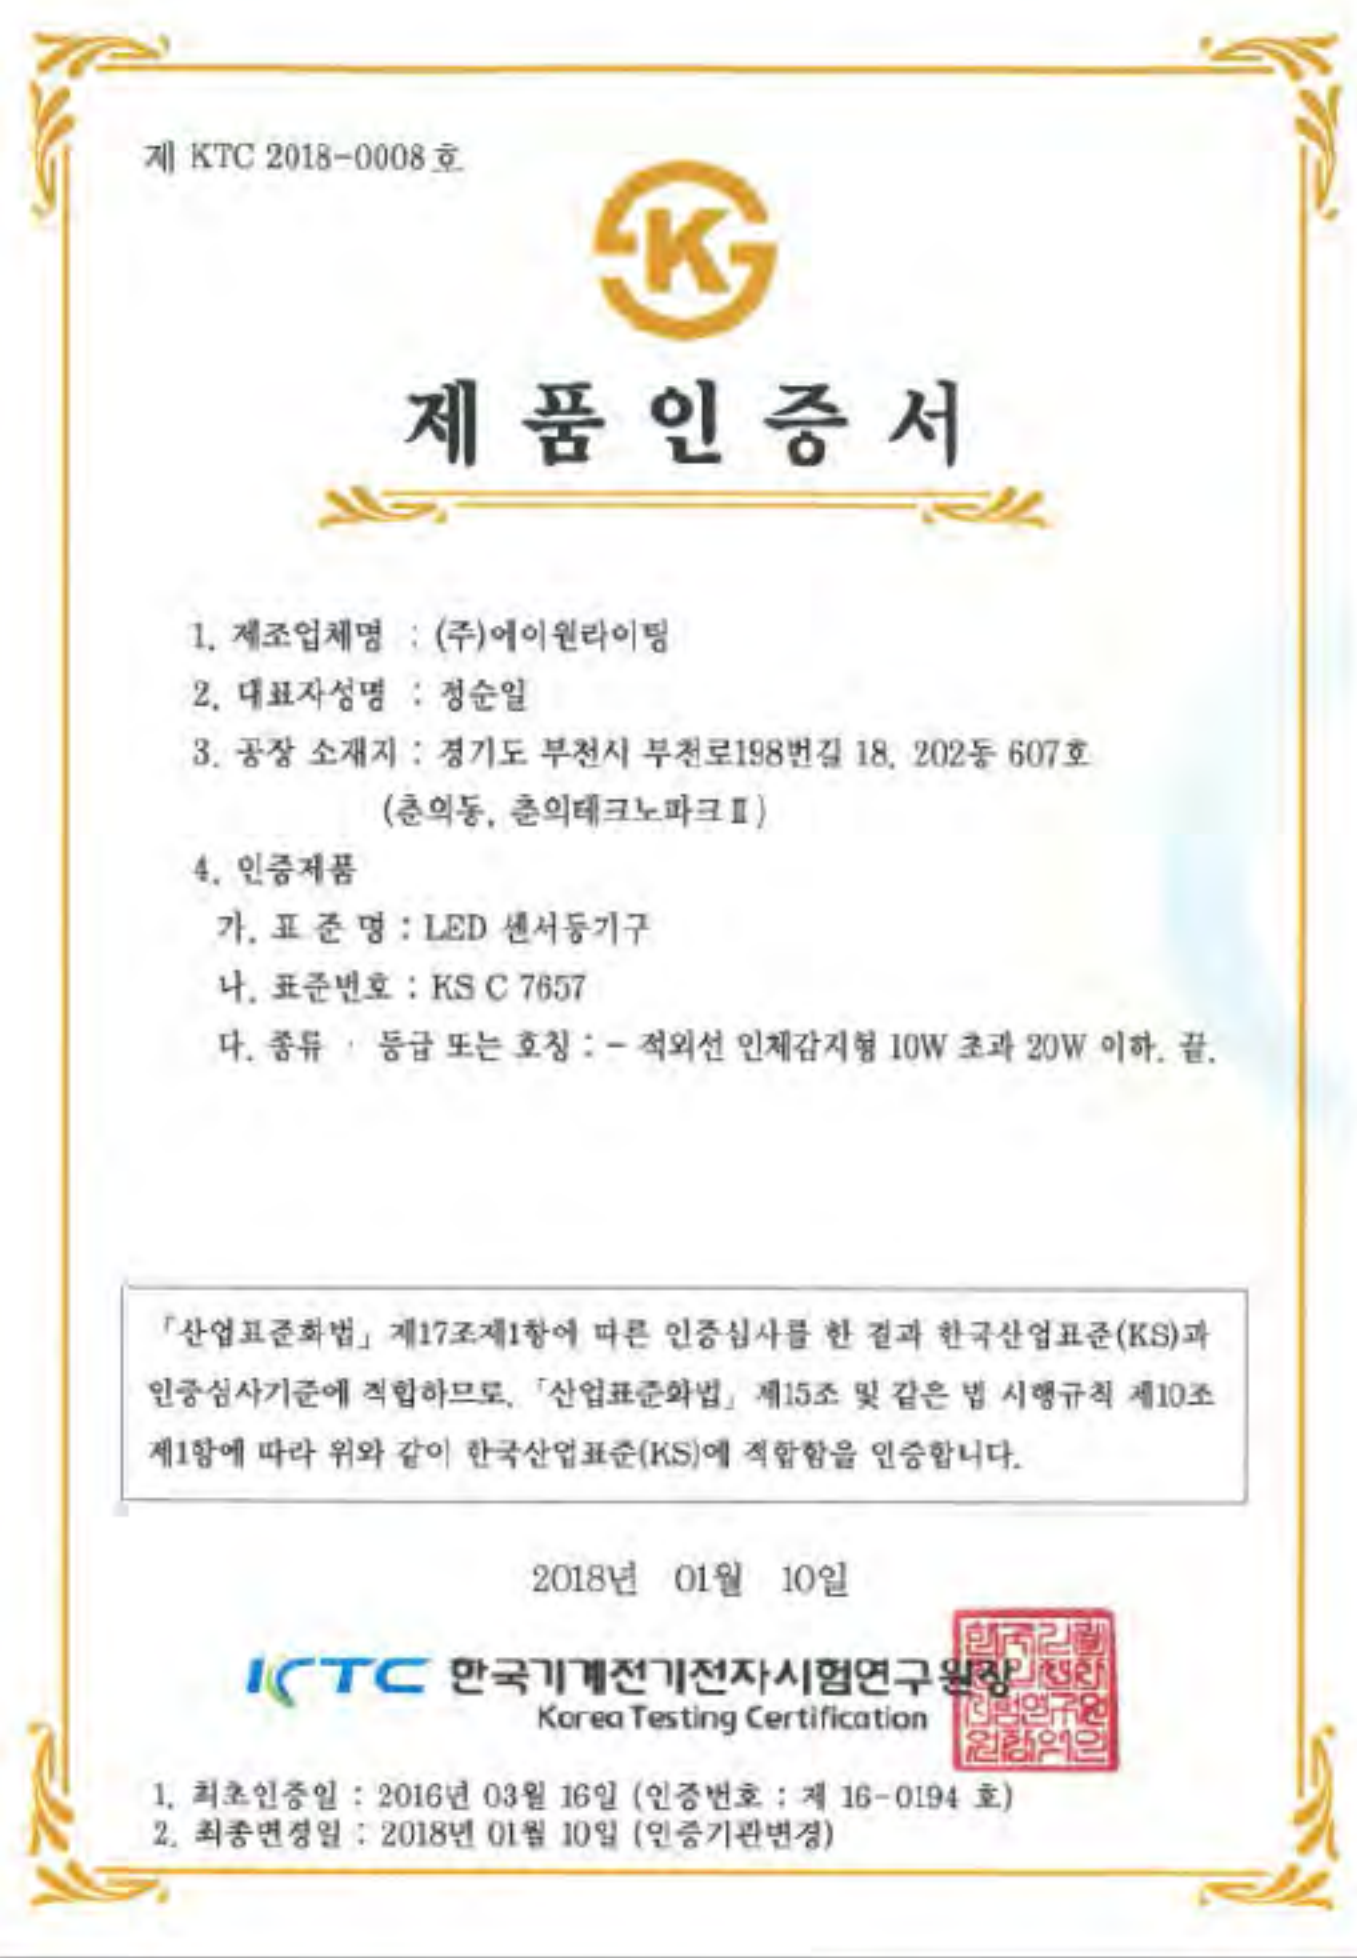 제 KTC 2018-0008 호
K
제 품 인 증 서
1. 제조업체명 : (주)에이원라이팅
2. 대표자성명 : 정순일
3. 공장 소재지 : 경기도 부천시 부천로198번길 18, 202동 607호
(춘의동, 춘의테크노파크Ⅱ)
4. 인증제품
가. 표 준 명 : LED 센서등기구
나. 표준번호 : KS C 7657
다. 종류 · 등급 또는 호칭 : - 적외선 인체감지형 10W 초과 20W 이하. 끝.
「산업표준화법」 제17조제1항에 따른 인증심사를 한 결과 한국산업표준(KS)과
인증심사기준에 적합하므로, 「산업표준화법」 제15조 및 같은 법 시행규칙 제10조
제1항에 따라 위와 같이 한국산업표준(KS)에 적합함을 인증합니다.
2018년 01월 10일
KTC 한국기계전기전자시험연구원장
Korea Testing Certification
1. 최초인증일 : 2016년 03월 16일 (인증번호 : 제 16-0194 호)
2. 최종변경일 : 2018년 01월 10일 (인증기관변경)